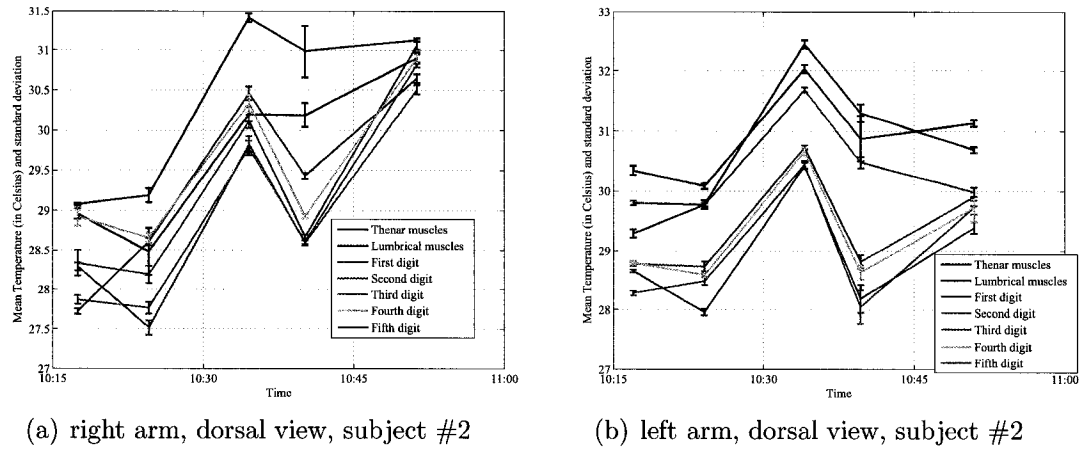 Mean Temperature (in Celsius) and standard deviation
31.5
31
30.5
30
29.5
29
28.5
28
27.5
27
10:15
10:30
10:45
11:00
Time
Thenar muscles
Lumbrical muscles
First digit
Second digit
Third digit
Fourth digit
Fifth digit
(a) right arm, dorsal view, subject #2
Mean Temperature (in Celsius) and standard deviation
33
32
31
30
29
28
27
10:15
10:30
10:45
11:00
Time
Thenar muscles
Lumbrical muscles
First digit
Second digit
Third digit
Fourth digit
Fifth digit
(b) left arm, dorsal view, subject #2